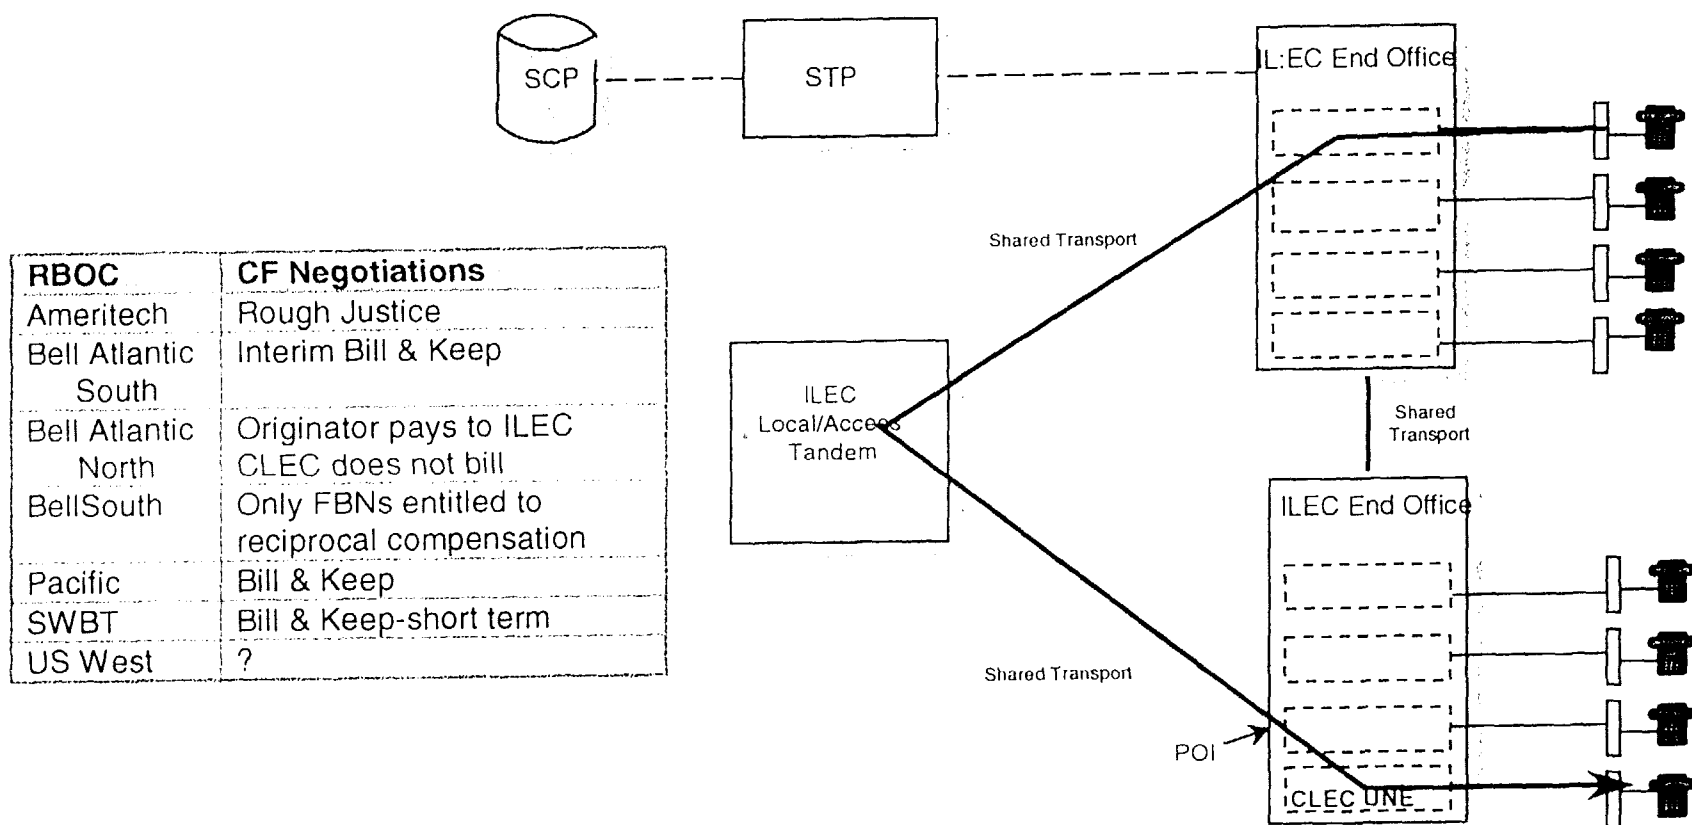 SCP
STP
IL:EC End Office
Shared Transport
RBOC CF Negotiations
Ameritech Rough Justice
Bell Atlantic Interim Bill & Keep
South
Bell Atlantic Originator pays to ILEC
North CLEC does not bill
BellSouth Only FBNs entitled to
reciprocal compensation
Pacific Bill & Keep
SWBT Bill & Keep-short term
US West ?
ILEC
Local/Access
Tandem
Shared
Transport
ILEC End Office
Shared Transport
POI
CLEC UNE